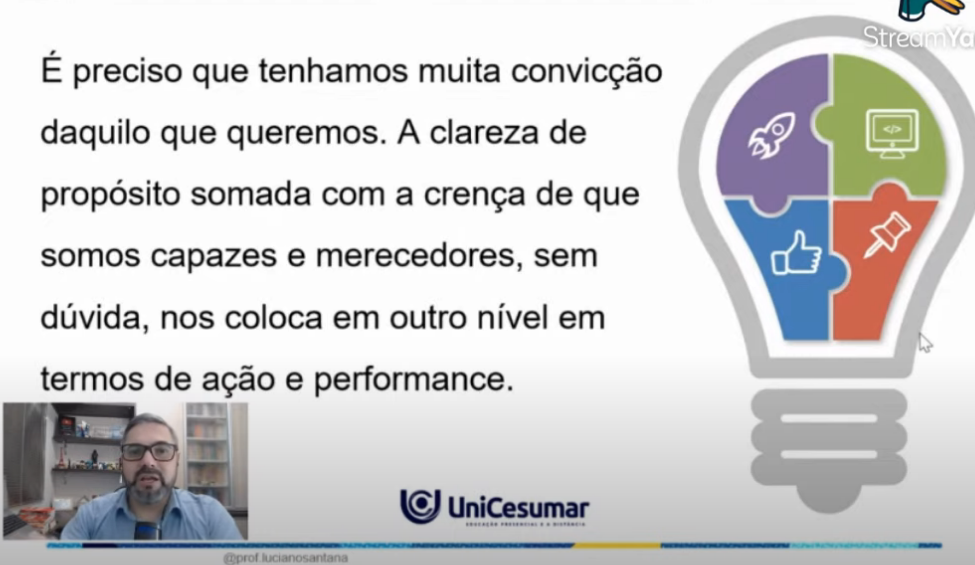 É preciso que tenhamos muita convicção
daquilo que queremos. A clareza de
propósito somada com a crença de que
somos capazes e merecedores, sem
dúvida, nos coloca em outro nível em
termos de ação e performance.
StreamYa
</>
UniCesumar
EDUCAÇÃO PRESENCIAL E A DISTÂNCIA
@prof.lucianosantana